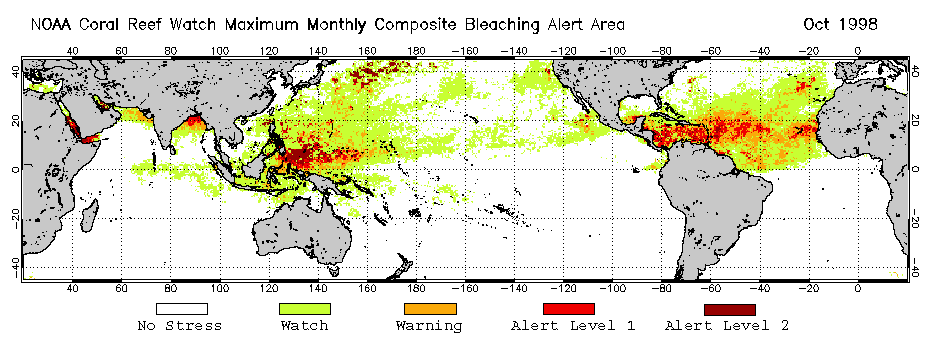 NOAA Coral Reef Watch Maximum Monthly Composite Bleaching Alert Area Oct 1998
40 60 80 100 120 140 160 180 -160 -140 -120 -100 -80 -60 -40 -20 0
40 40
20 20
0 0
-20 -20
-40 -40
40 60 80 100 120 140 160 180 -160 -140 -120 -100 -80 -60 -40 -20 0
No Stress Watch Warning Alert Level 1 Alert Level 2